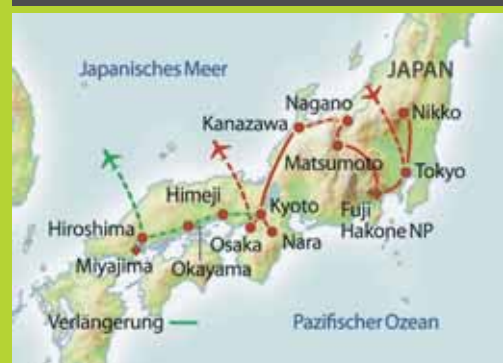 JAPAN
Japanisches Meer
Nagano
Nikko
Kanazawa
Matsumoto
Tokyo
Himeji
Kyoto
Fuji
Hakone NP
Hiroshima
Osaka
Nara
Miyajima
Okayama
Verlängerung
Pazifischer Ozean